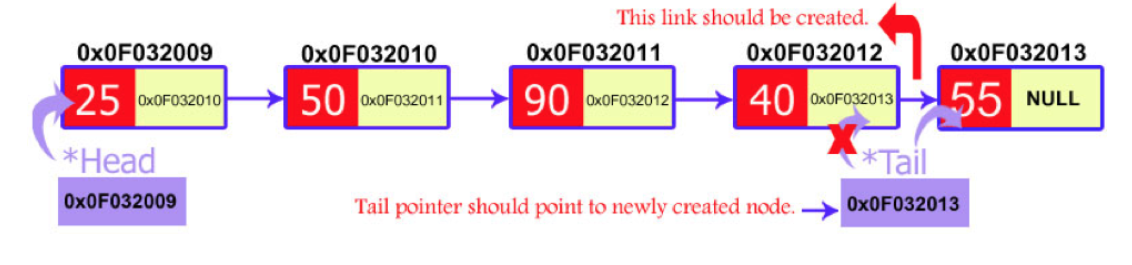 This link should be created.
0x0F032009 0x0F032010 0x0F032011 0x0F032012 0x0F032013
25 0x0F032010 50 0x0F032011 90 0x0F032012 40 0x0F032013 55 NULL
X
*Head *Tail
0x0F032009 Tail pointer should point to newly created node. 0x0F032013